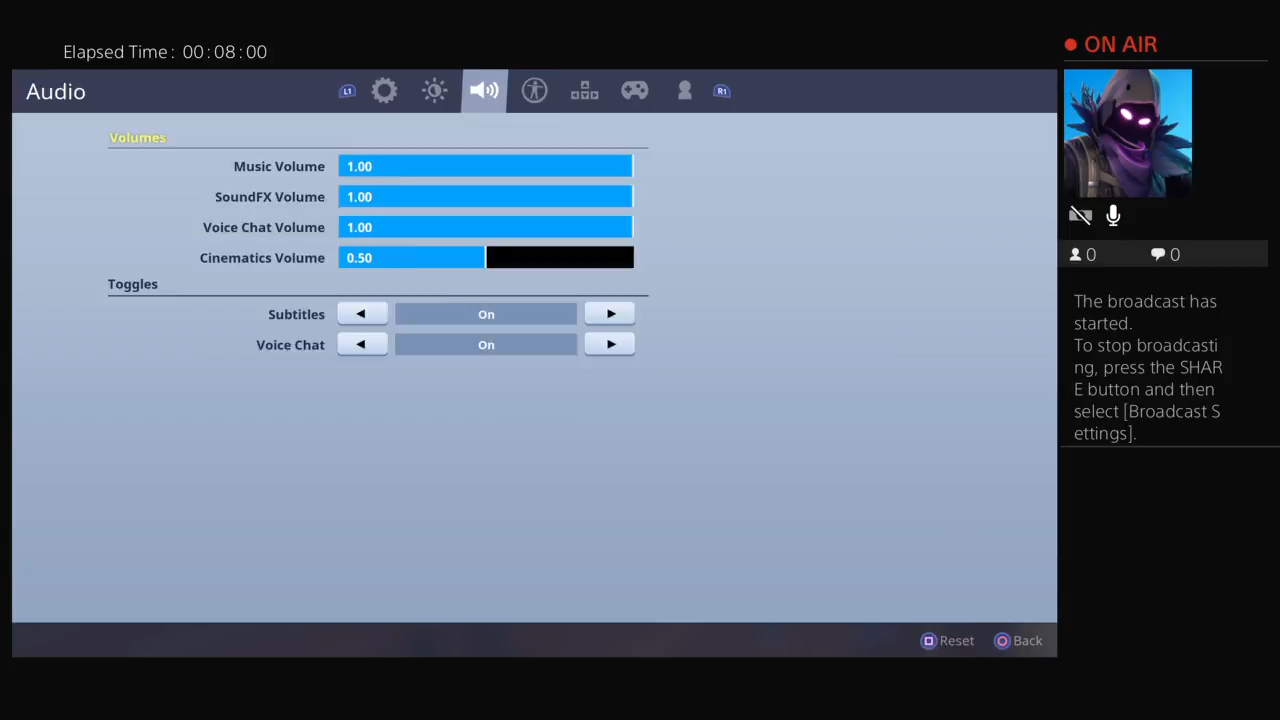 Elapsed Time: 00:08:00
ON AIR
Audio
L1
R1
Volumes
Music Volume 1.00
SoundFX Volume 1.00
Voice Chat Volume 1.00
Cinematics Volume 0.50
Toggles
Subtitles On
Voice Chat On
0 0
The broadcast has
started.
To stop broadcasti
ng, press the SHAR
E button and then
select [Broadcast S
ettings].
Reset Back